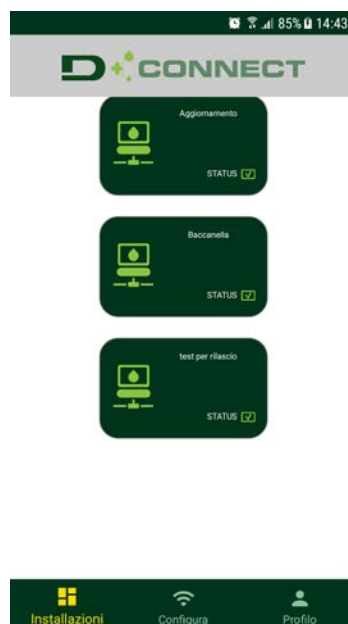 85% 14:43
D+CONNECT
Aggiornamento
STATUS
Baccanella
STATUS
test per rilascio
STATUS
Installazioni
Configura
Profilo